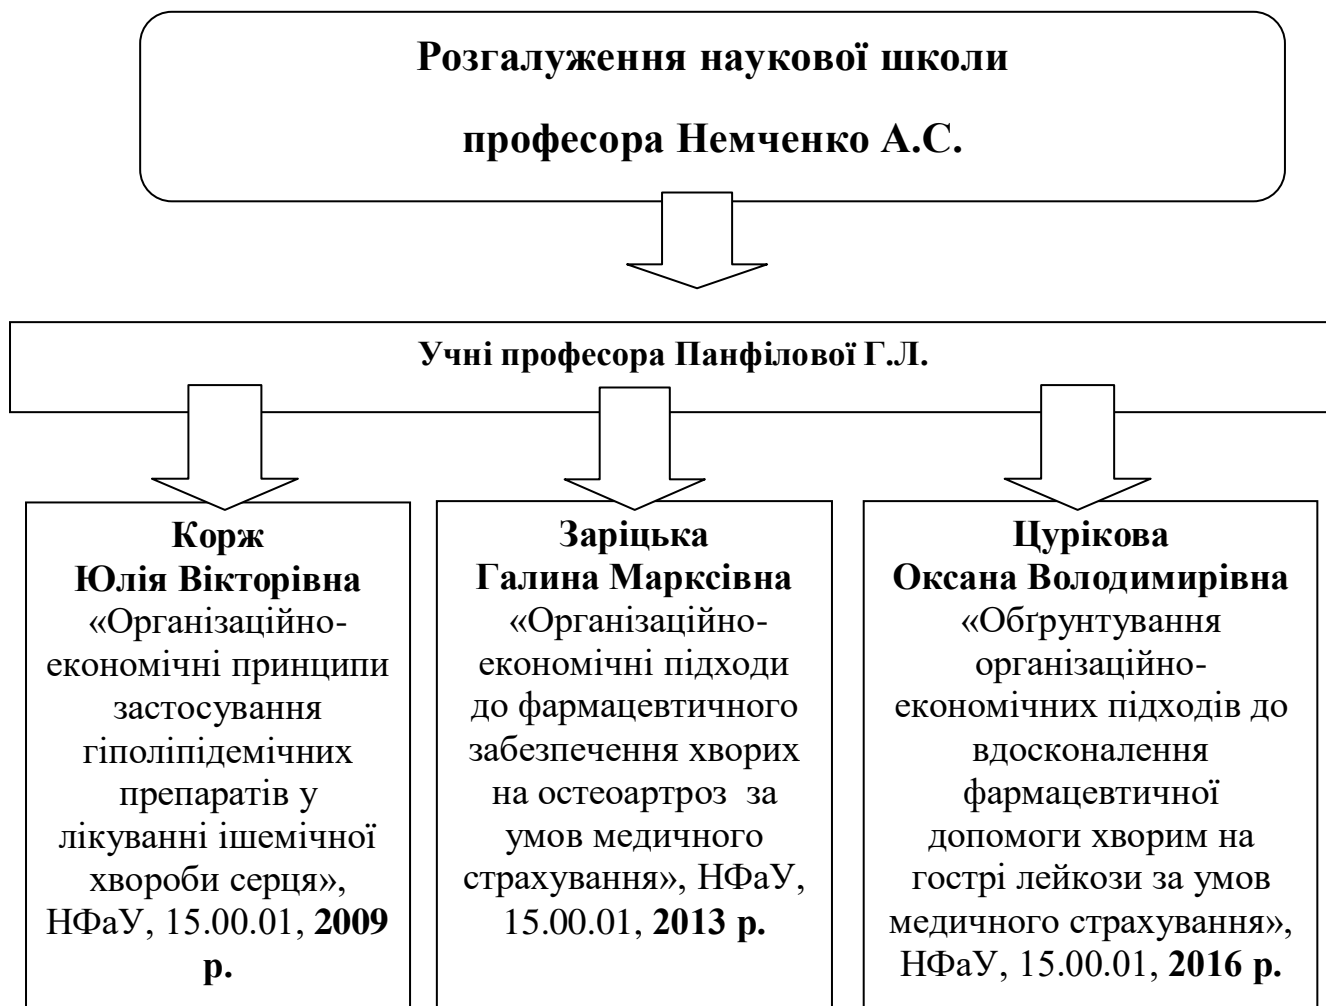 Розгалуження наукової школи
професора Немченко А.С.
Учні професора Панфілової Г.Л.
Корж
Юлія Вікторівна
«Організаційно-
економічні принципи
застосування
гіполіпідемічних
препаратів у
лікуванні ішемічної
хвороби серця»,
НФаУ, 15.00.01, 2009
р.
Заріцька
Галина Марксівна
«Організаційно-
економічні підходи
до фармацевтичного
забезпечення хворих
на остеоартроз за
умов медичного
страхування», НФаУ,
15.00.01, 2013 р.
Цурікова
Оксана Володимирівна
«Обґрунтування
організаційно-
економічних підходів до
вдосконалення
фармацевтичної
допомоги хворим на
гострі лейкози за умов
медичного страхування»,
НФаУ, 15.00.01, 2016 р.